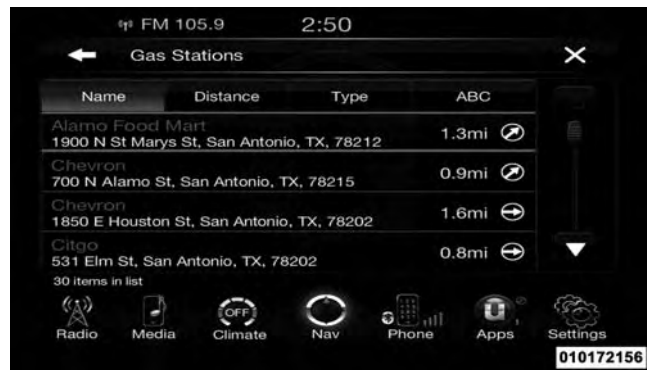 FM 105.9 2:50
Gas Stations
Name Distance Type ABC
Alamo Food Mart
1900 N St Marys St, San Antonio, TX, 78212 1.3mi
Chevron
700 N Alamo St, San Antonio, TX, 78215 0.9mi
Chevron
1850 E Houston St, San Antonio, TX, 78202 1.6mi
Citgo
531 Elm St, San Antonio, TX, 78202 0.8mi
30 items in list
OFF
U
Radio Media Climate Nav Phone Apps Settings
010172156